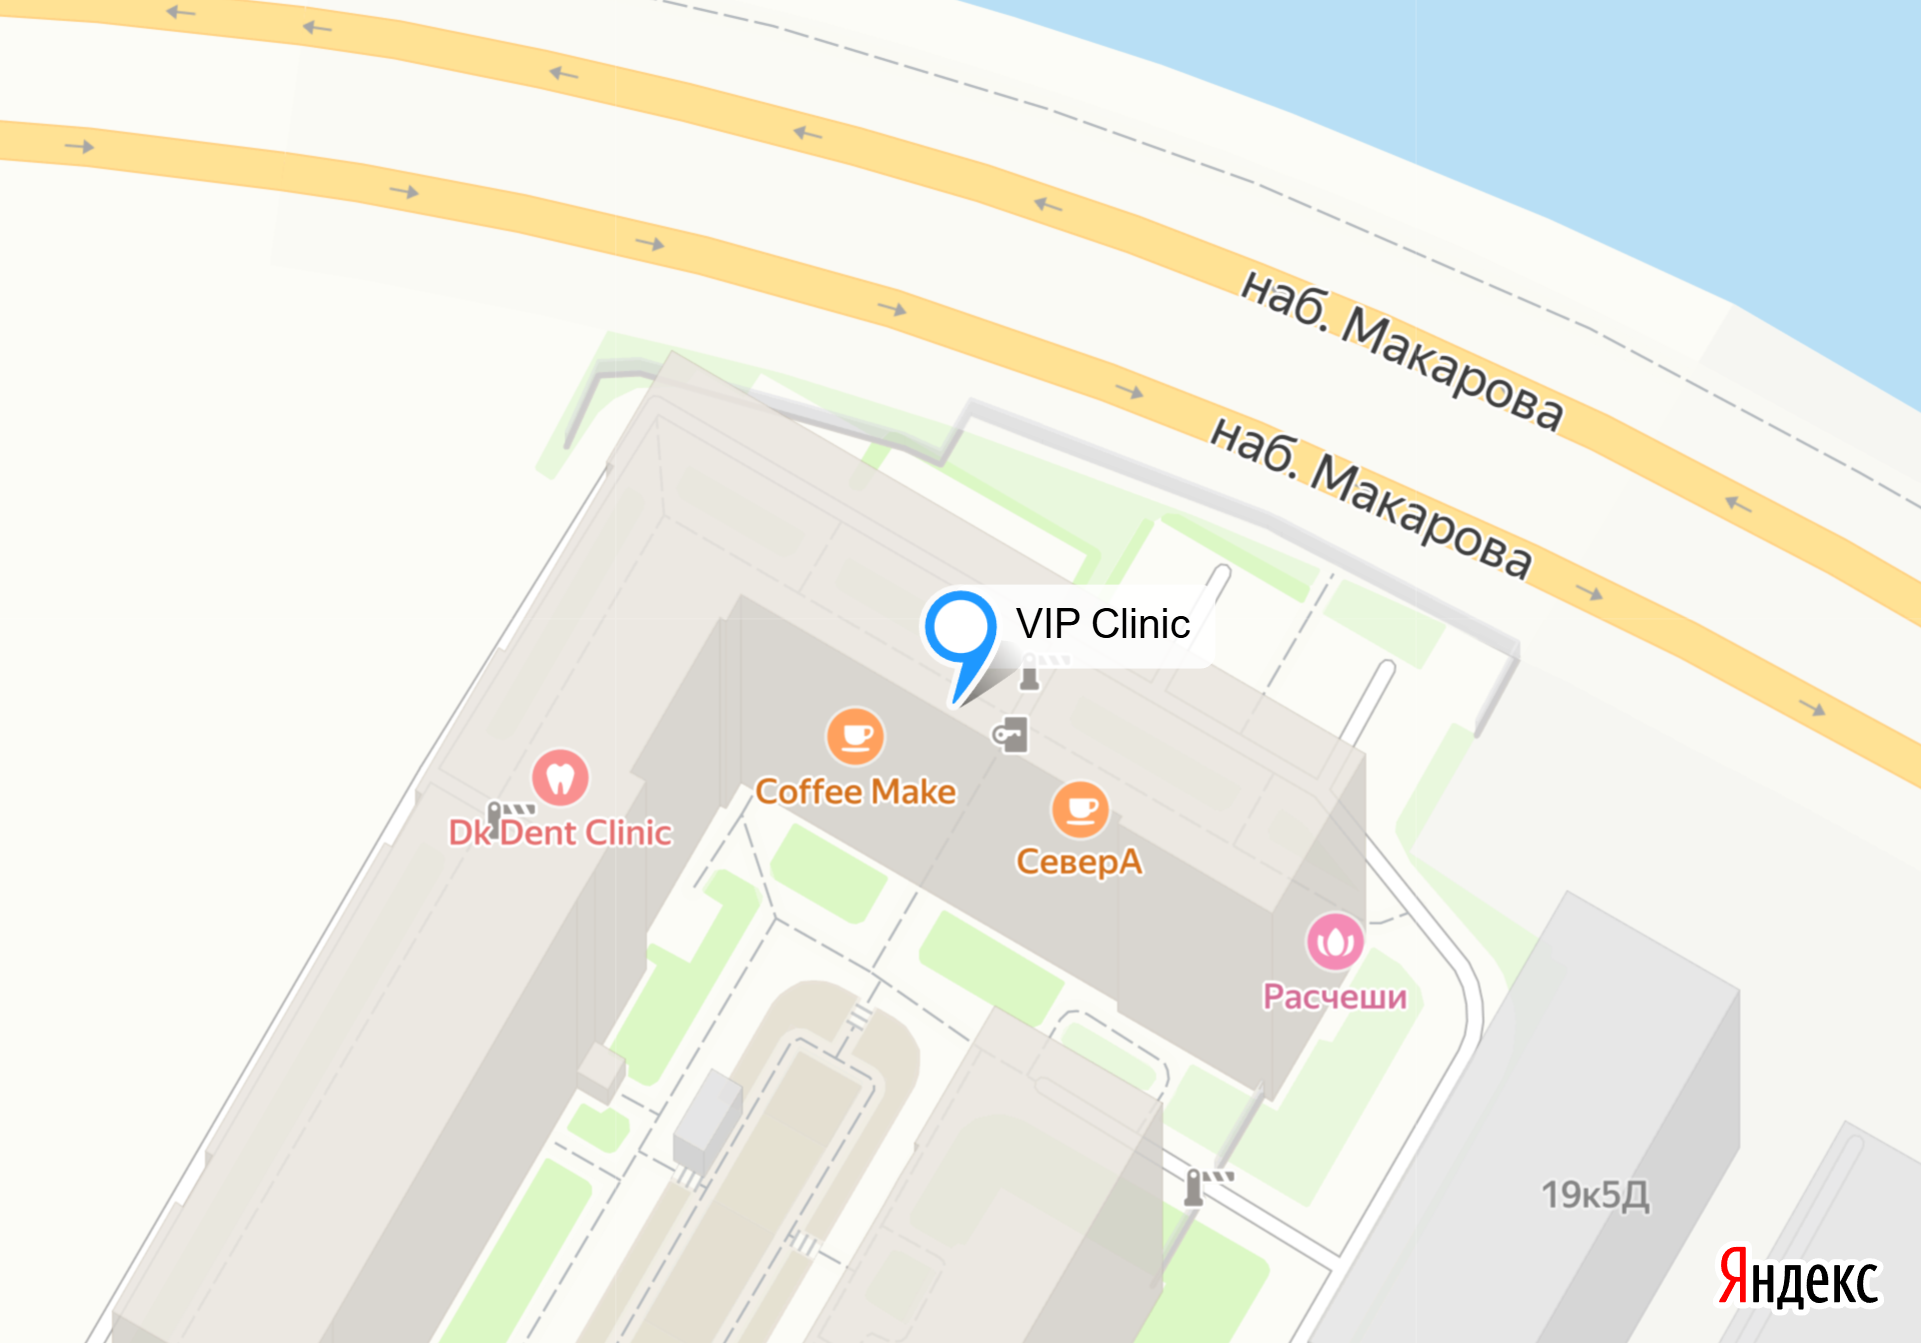 наб. Макарова
наб. Макарова
VIP Clinic
Coffee Make
Dk Dent Clinic
СеверА
Расчеши
19к5Д
Яндекс